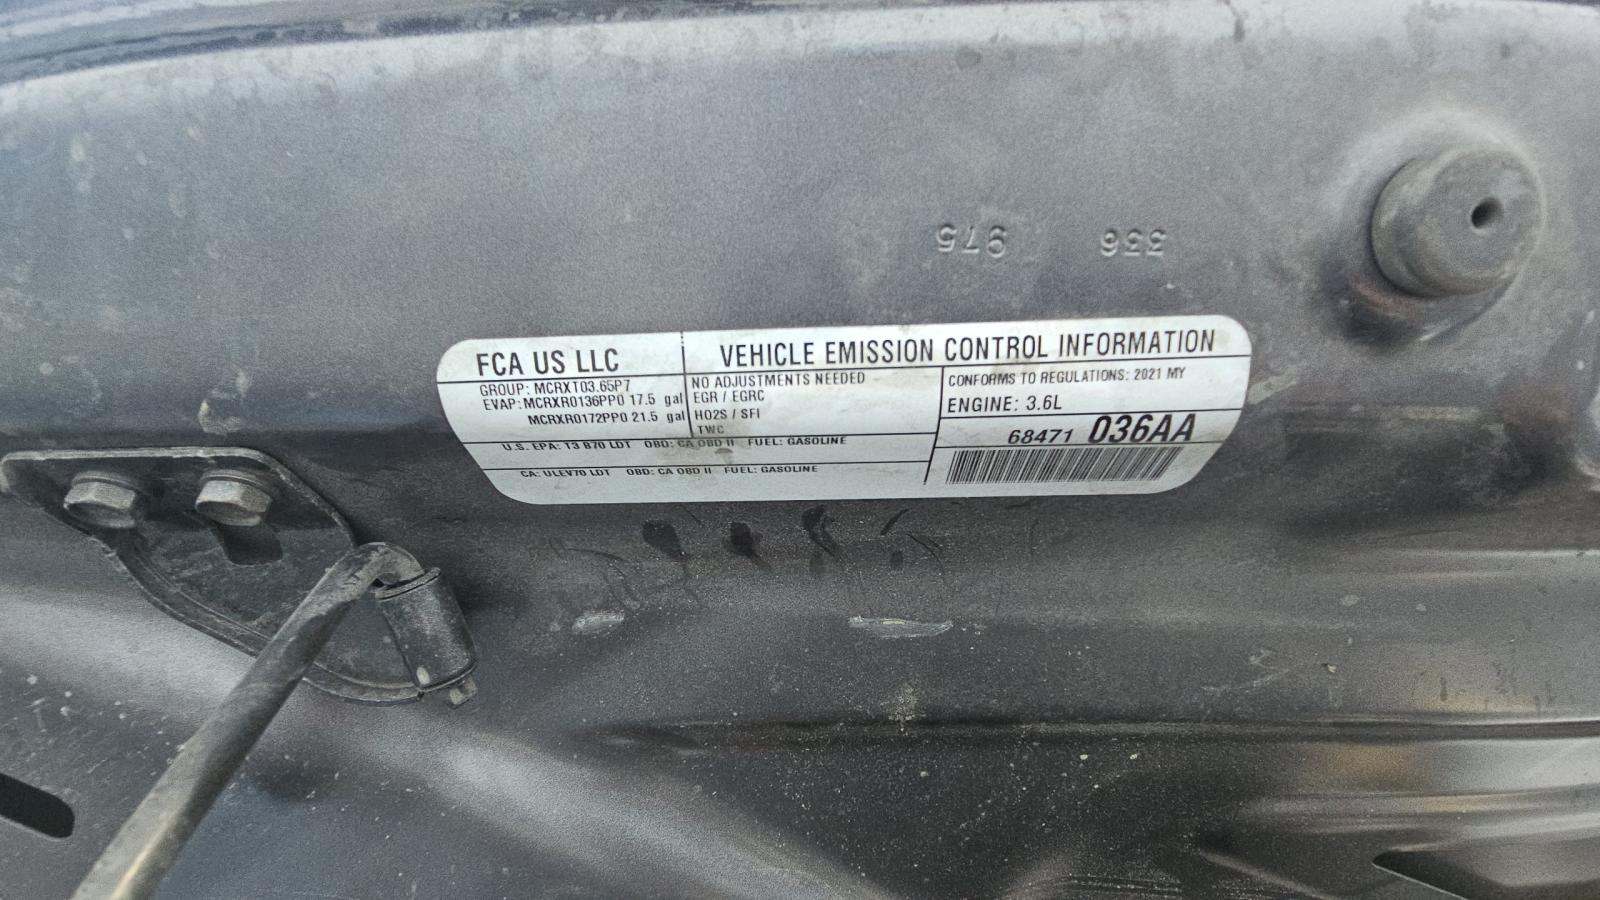 975 336
FCA US LLC
VEHICLE EMISSION CONTROL INFORMATION
GROUP: MCRXT03.65P7
EVAP: MCRXR0136PP0 17.5 gal
MCRXR0172PP0 21.5 gal
NO ADJUSTMENTS NEEDED
EGR / EGRC
HO2S / SFI
TWC
CONFORMS TO REGULATIONS: 2021 MY
ENGINE: 3.6L
68471 036AA
U.S. EPA: T3 B70 LDT OBD: CA OBD II FUEL: GASOLINE
CA: ULEV70 LDT OBD: CA OBD II FUEL: GASOLINE